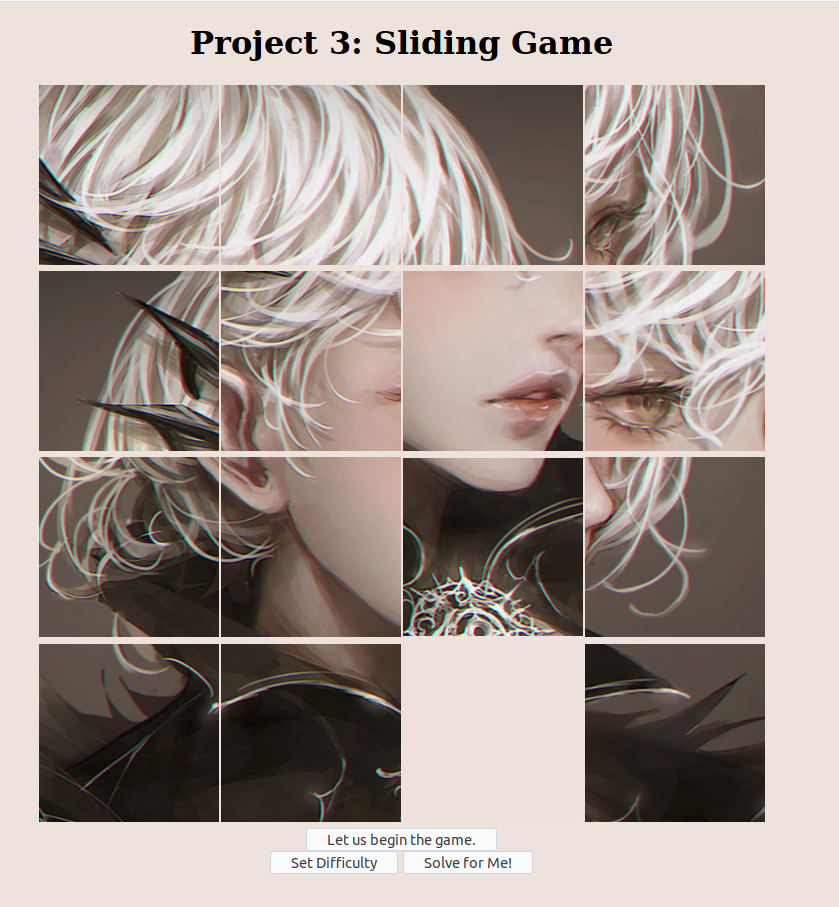 Project 3: Sliding Game
Let us begin the game.
Set Difficulty
Solve for Me!